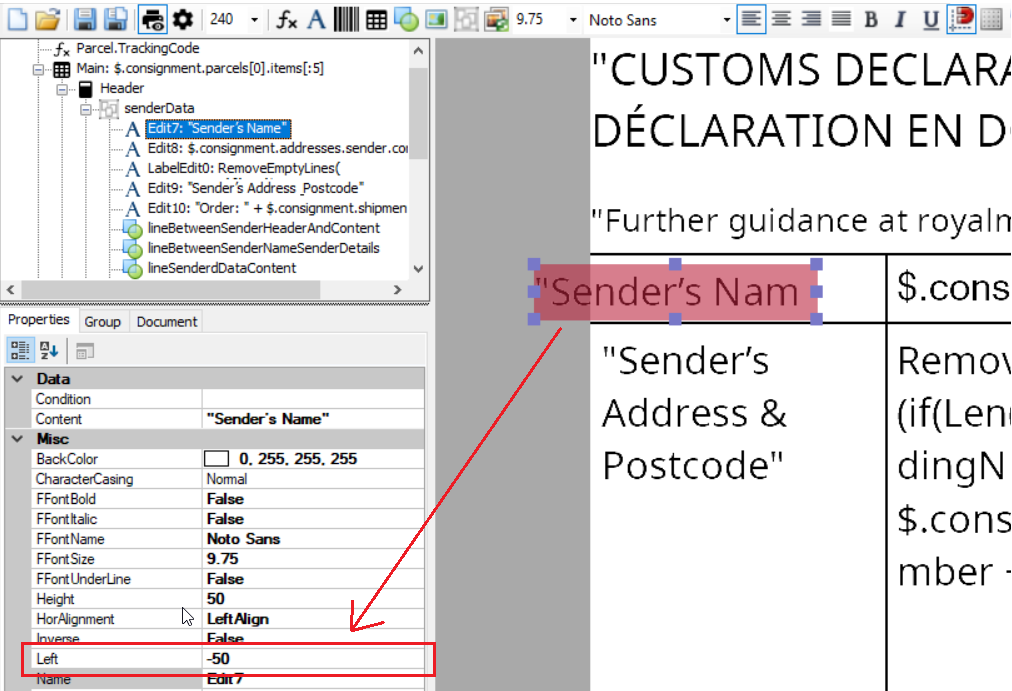 240
9.75
Noto Sans
B I U
Parcel.TrackingCode
Main: $.consignment.parcels[0].items[:5]
Header
senderData
Edit7: "Sender's Name"
Edit8: $.consignment.addresses.sender.con
LabelEdit0: RemoveEmptyLines(
Edit9: "Sender's Address Postcode"
Edit10: "Order: " + $.consignment.shipmen
lineBetweenSenderHeaderAndContent
lineBetweenSenderNameSenderDetails
lineSenderdDataContent
Properties Group Document
Data
Condition
Content "Sender's Name"
Misc
BackColor 0, 255, 255, 255
CharacterCasing Normal
FFontBold False
FFontItalic False
FFontName Noto Sans
FFontSize 9.75
FFontUnderLine False
Height 50
HorAlignment LeftAlign
Inverse False
Left -50
Name Edit7
"CUSTOMS DECLARA
DÉCLARATION EN DO
"Further guidance at royalm
"Sender's Nam
$.cons
"Sender's
Address &
Postcode"
Remov
(if(Len(
dingN
$.cons
mber +